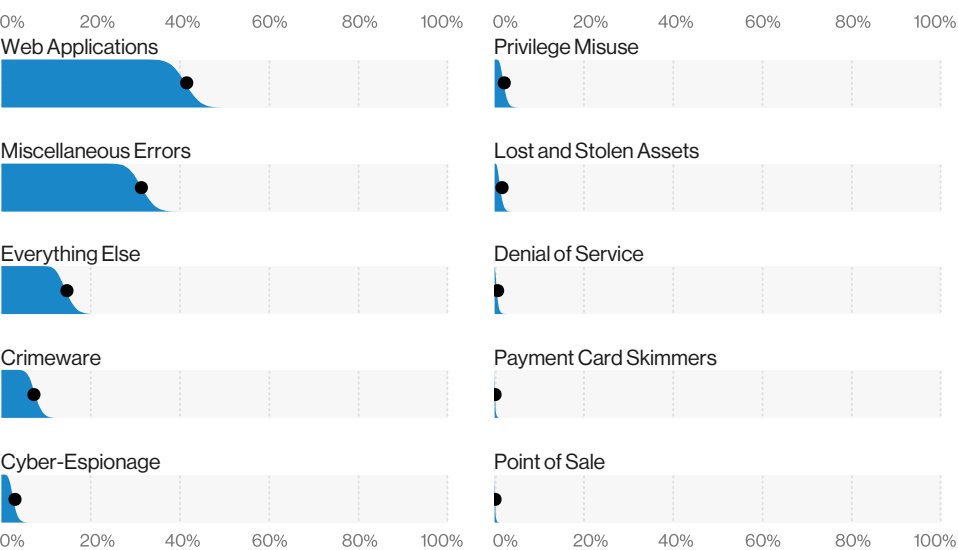 0% 20% 40% 60% 80% 100%
Web Applications
Miscellaneous Errors
Everything Else
Crimeware
Cyber-Espionage
0% 20% 40% 60% 80% 100%
0% 20% 40% 60% 80% 100%
Privilege Misuse
Lost and Stolen Assets
Denial of Service
Payment Card Skimmers
Point of Sale
0% 20% 40% 60% 80% 100%